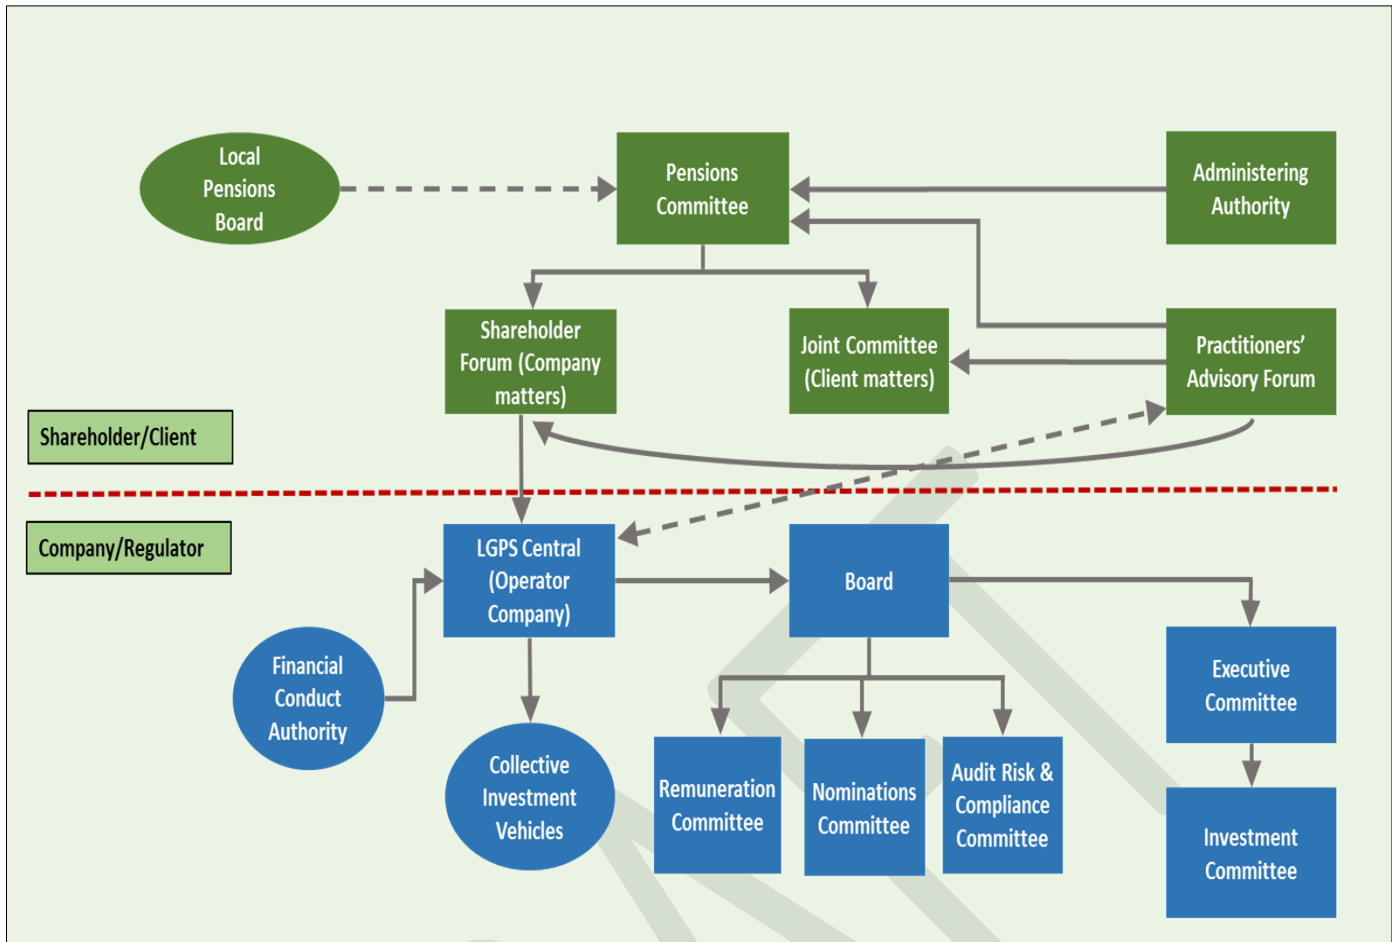 Local
Pensions
Board
Pensions
Committee
Administering
Authority
Shareholder
Forum (Company
matters)
Joint Committee
(Client matters)
Practitioners'
Advisory Forum
Shareholder/Client
Company/Regulator
LGPS Central
(Operator
Company)
Board
Financial
Conduct
Authority
Executive
Committee
Collective
Investment
Vehicles
Remuneration
Committee
Nominations
Committee
Audit Risk &
Compliance
Committee
Investment
Committee